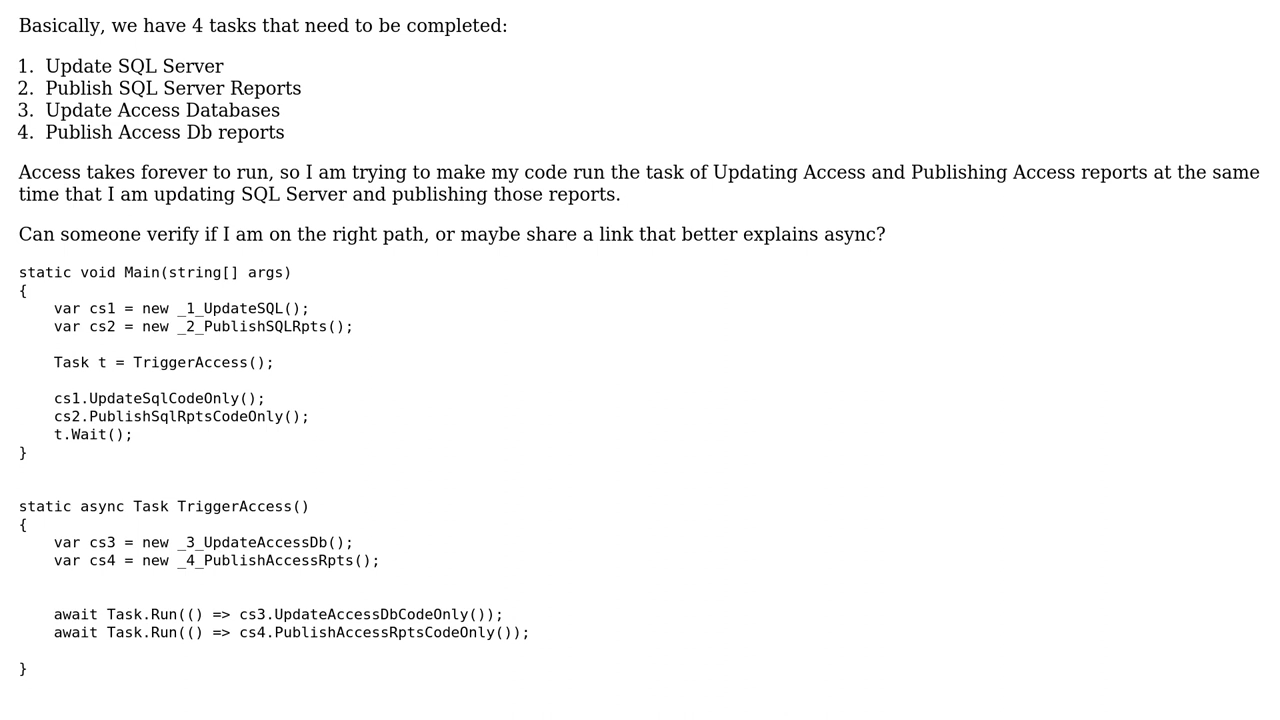 Basically, we have 4 tasks that need to be completed:
1. Update SQL Server
2. Publish SQL Server Reports
3. Update Access Databases
4. Publish Access Db reports
Access takes forever to run, so I am trying to make my code run the task of Updating Access and Publishing Access reports at the same
time that I am updating SQL Server and publishing those reports.
Can someone verify if I am on the right path, or maybe share a link that better explains async?
static void Main(string[] args)
{
    var cs1 = new _1_UpdateSQL();
    var cs2 = new _2_PublishSQLRpts();
    Task t = TriggerAccess();
    cs1.UpdateSqlCodeOnly();
    cs2.PublishSqlRptsCodeOnly();
    t.Wait();
}
static async Task TriggerAccess()
{
    var cs3 = new _3_UpdateAccessDb();
    var cs4 = new _4_PublishAccessRpts();
    await Task.Run(() => cs3.UpdateAccessDbCodeOnly());
    await Task.Run(() => cs4.PublishAccessRptsCodeOnly());
}